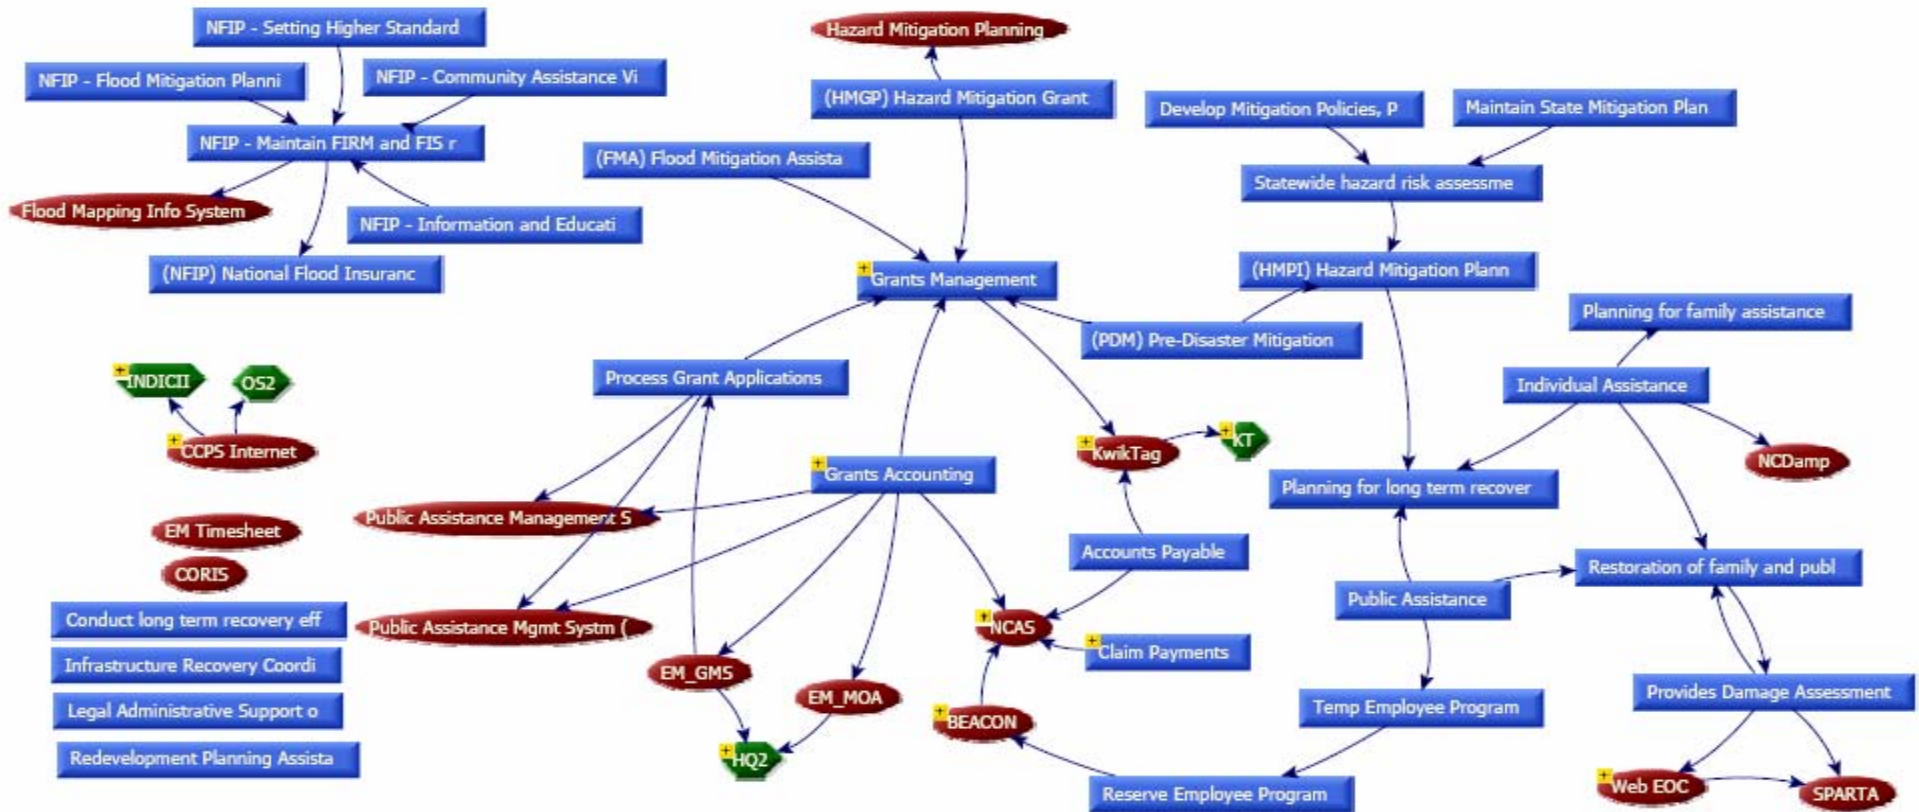 NFIP - Setting Higher Standard
Hazard Mitigation Planning
NFIP - Flood Mitigation Planni
NFIP - Community Assistance Vi
(HMGP) Hazard Mitigation Grant
Develop Mitigation Policies, P
Maintain State Mitigation Plan
NFIP - Maintain FIRM and FIS r
(FMA) Flood Mitigation Assista
Statewide hazard risk assessme
Flood Mapping Info System
NFIP - Information and Educati
(NFIP) National Flood Insuranc
Grants Management
(HMPI) Hazard Mitigation Plann
Planning for family assistance
(PDM) Pre-Disaster Mitigation
INDICII
OS2
Process Grant Applications
Individual Assistance
CCPS Internet
KwikTag
KT
NCDamp
Grants Accounting
Planning for long term recover
Public Assistance Management S
EM Timesheet
Accounts Payable
CORIS
Restoration of family and publ
Public Assistance
Conduct long term recovery eff
Public Assistance Mgmt Systm (
NCAS
Infrastructure Recovery Coordi
EM_GMS
Claim Payments
EM_MOA
Provides Damage Assessment
Legal Administrative Support o
BEACON
Temp Employee Program
Redevelopment Planning Assista
HQ2
Reserve Employee Program
Web EOC
SPARTA